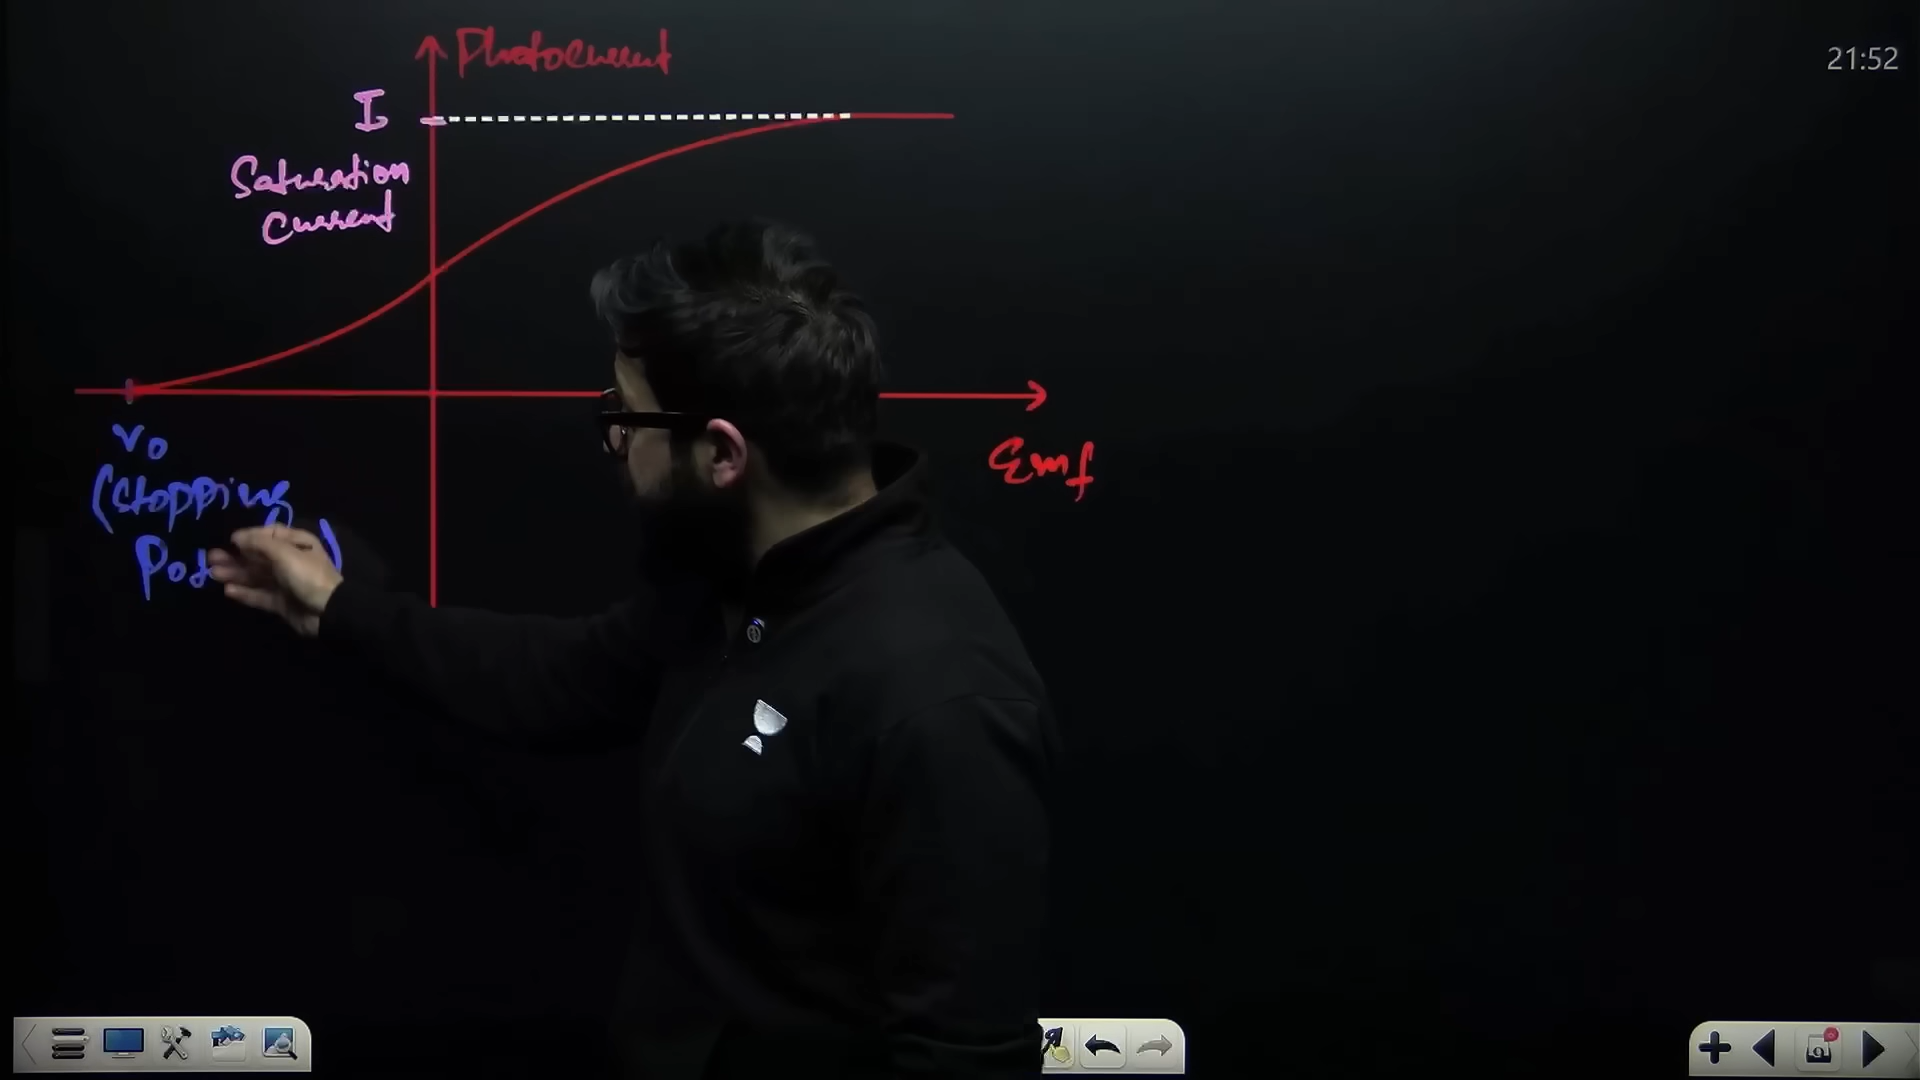 Photocurrent
21:52
I
Saturation
Current
v0
(Stopping
Emf